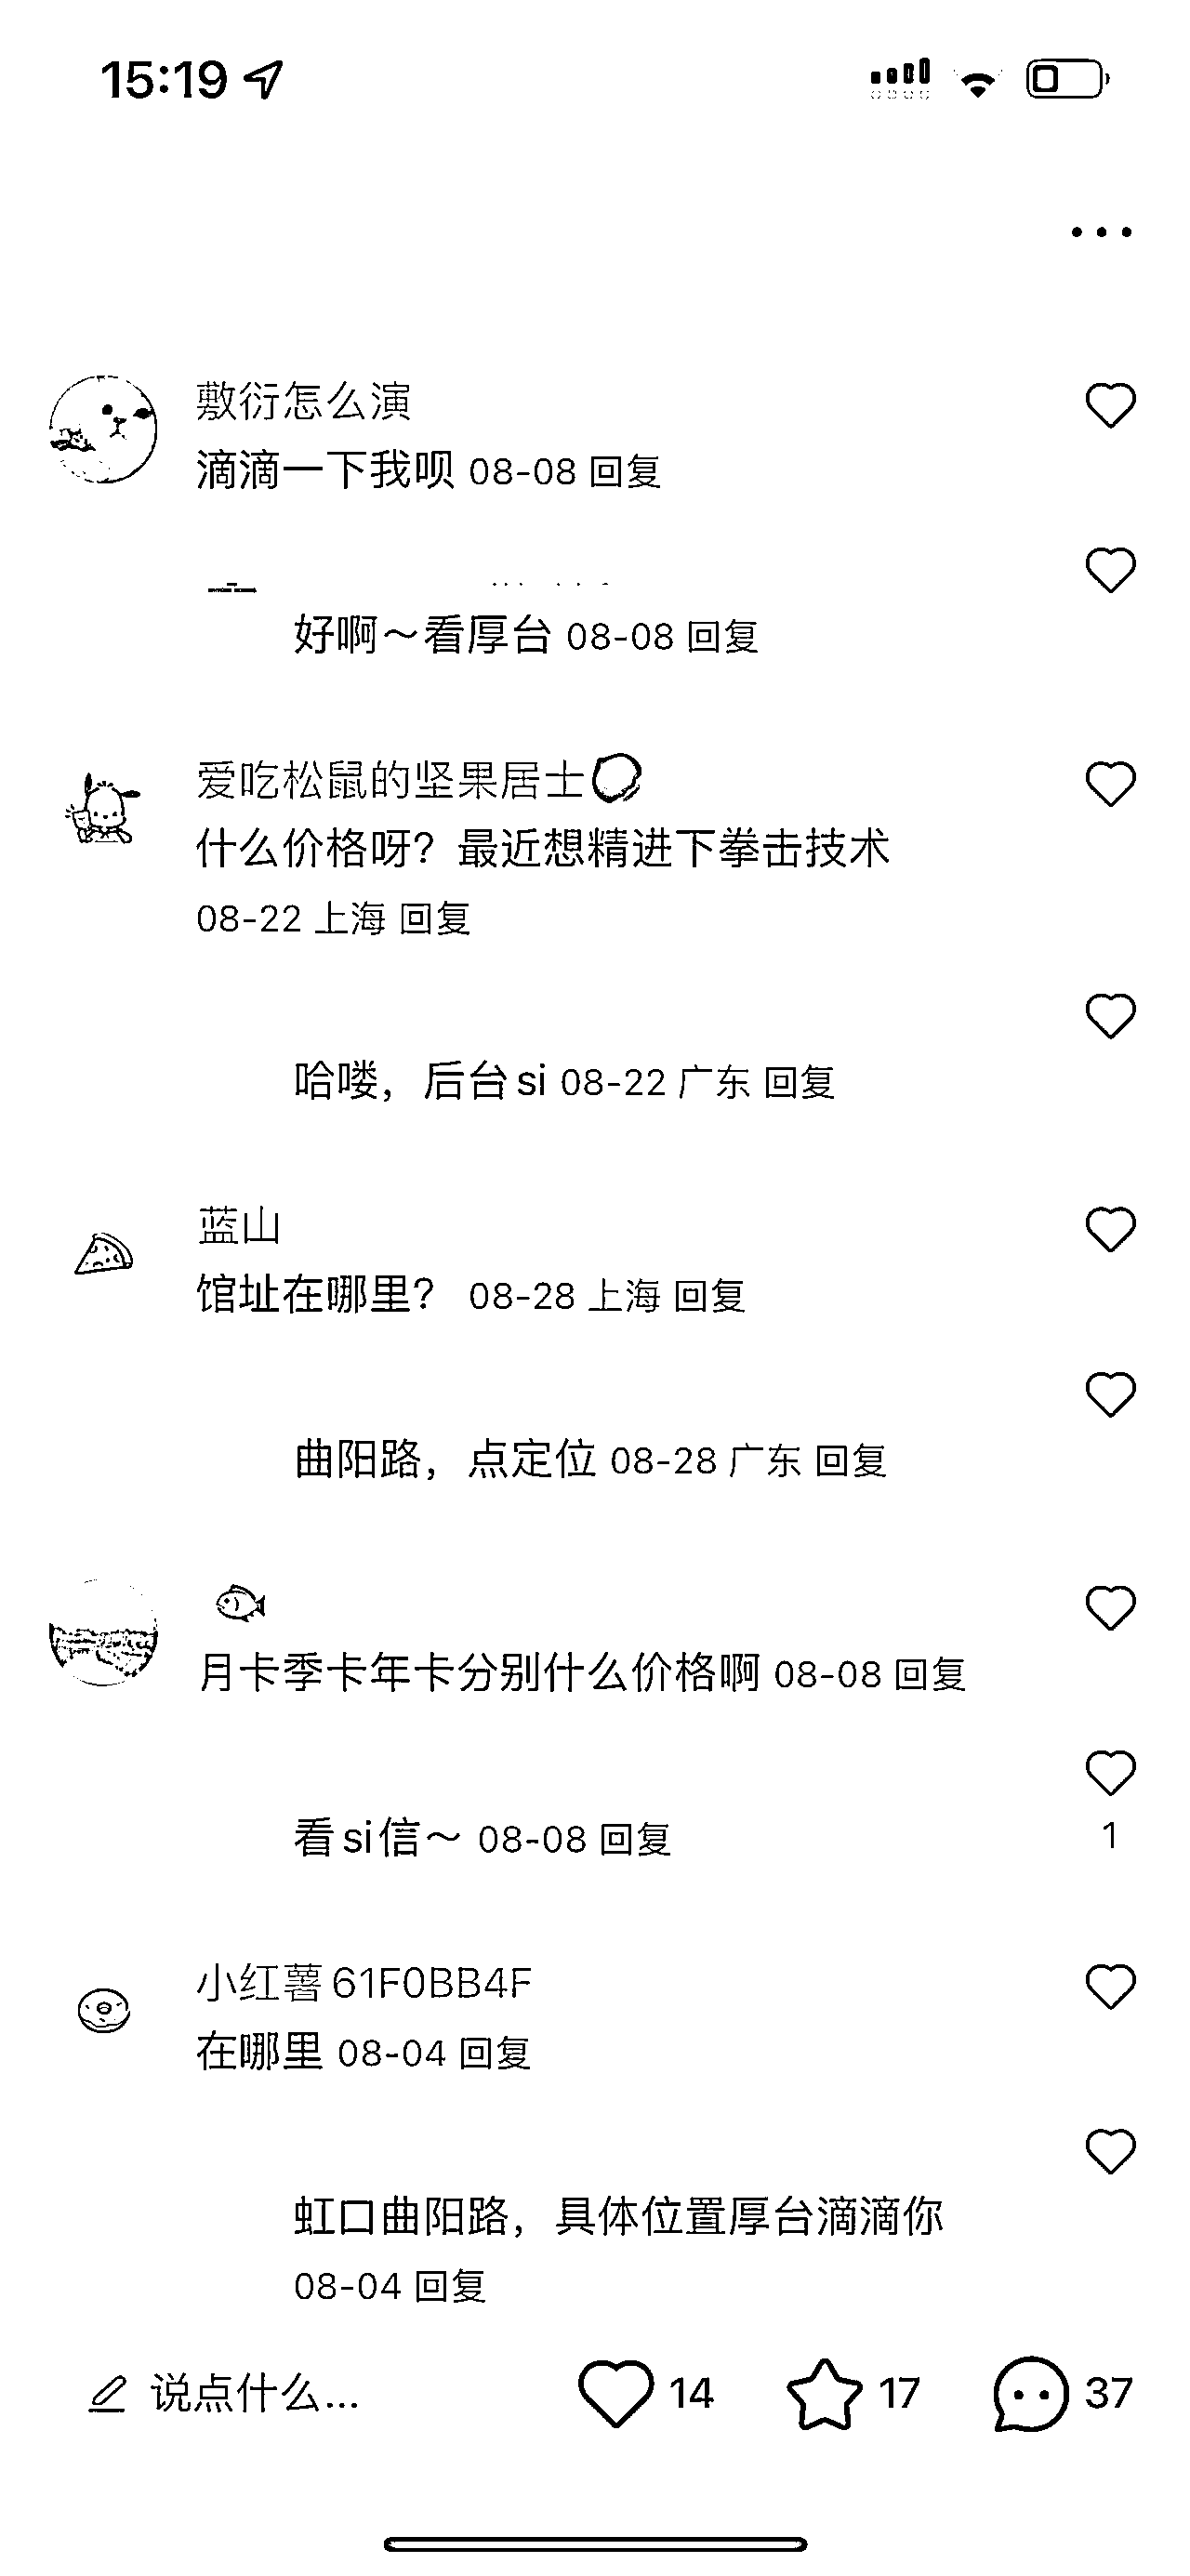 15:19
敷衍怎么演
滴滴一下我呗 08-08 回复
好啊～看厚台 08-08 回复
爱吃松鼠的坚果居士
什么价格呀？最近想精进下拳击技术
08-22 上海 回复
哈喽，后台si 08-22 广东 回复
蓝山
馆址在哪里？ 08-28 上海 回复
曲阳路，点定位 08-28 广东 回复
月卡季卡年卡分别什么价格啊 08-08 回复
看si信～ 08-08 回复
1
小红薯61F0BB4F
在哪里 08-04 回复
虹口曲阳路，具体位置厚台滴滴你
08-04 回复
说点什么... 14 17 37